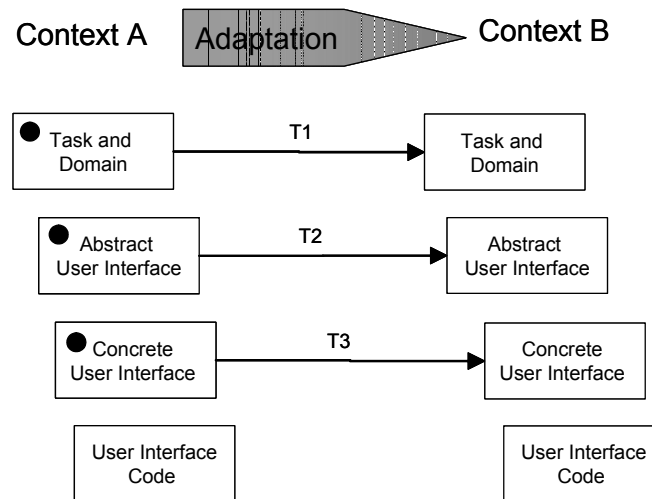 Context A
Adaptation
Context B
Task and
Domain
T1
Task and
Domain
Abstract
User Interface
T2
Abstract
User Interface
Concrete
User Interface
T3
Concrete
User Interface
User Interface
Code
User Interface
Code